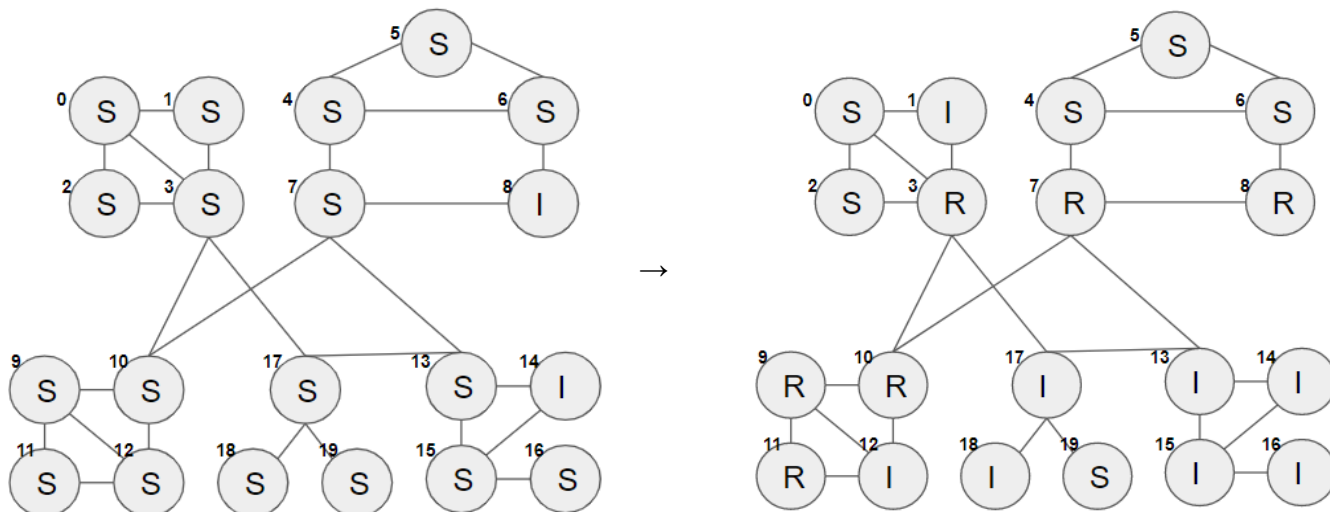 5 S
0 S 1 S 4 S 6 S
2 S 3 S 7 S 8 I
→
9 S 10 S 17 S 13 S 14 I
11 S 12 S 18 S 19 S 15 S 16 S
5 S
0 S 1 I 4 S 6 S
2 S 3 R 7 R 8 R
9 R 10 R 17 I 13 I 14 I
11 R 12 I 18 I 19 S 15 I 16 I